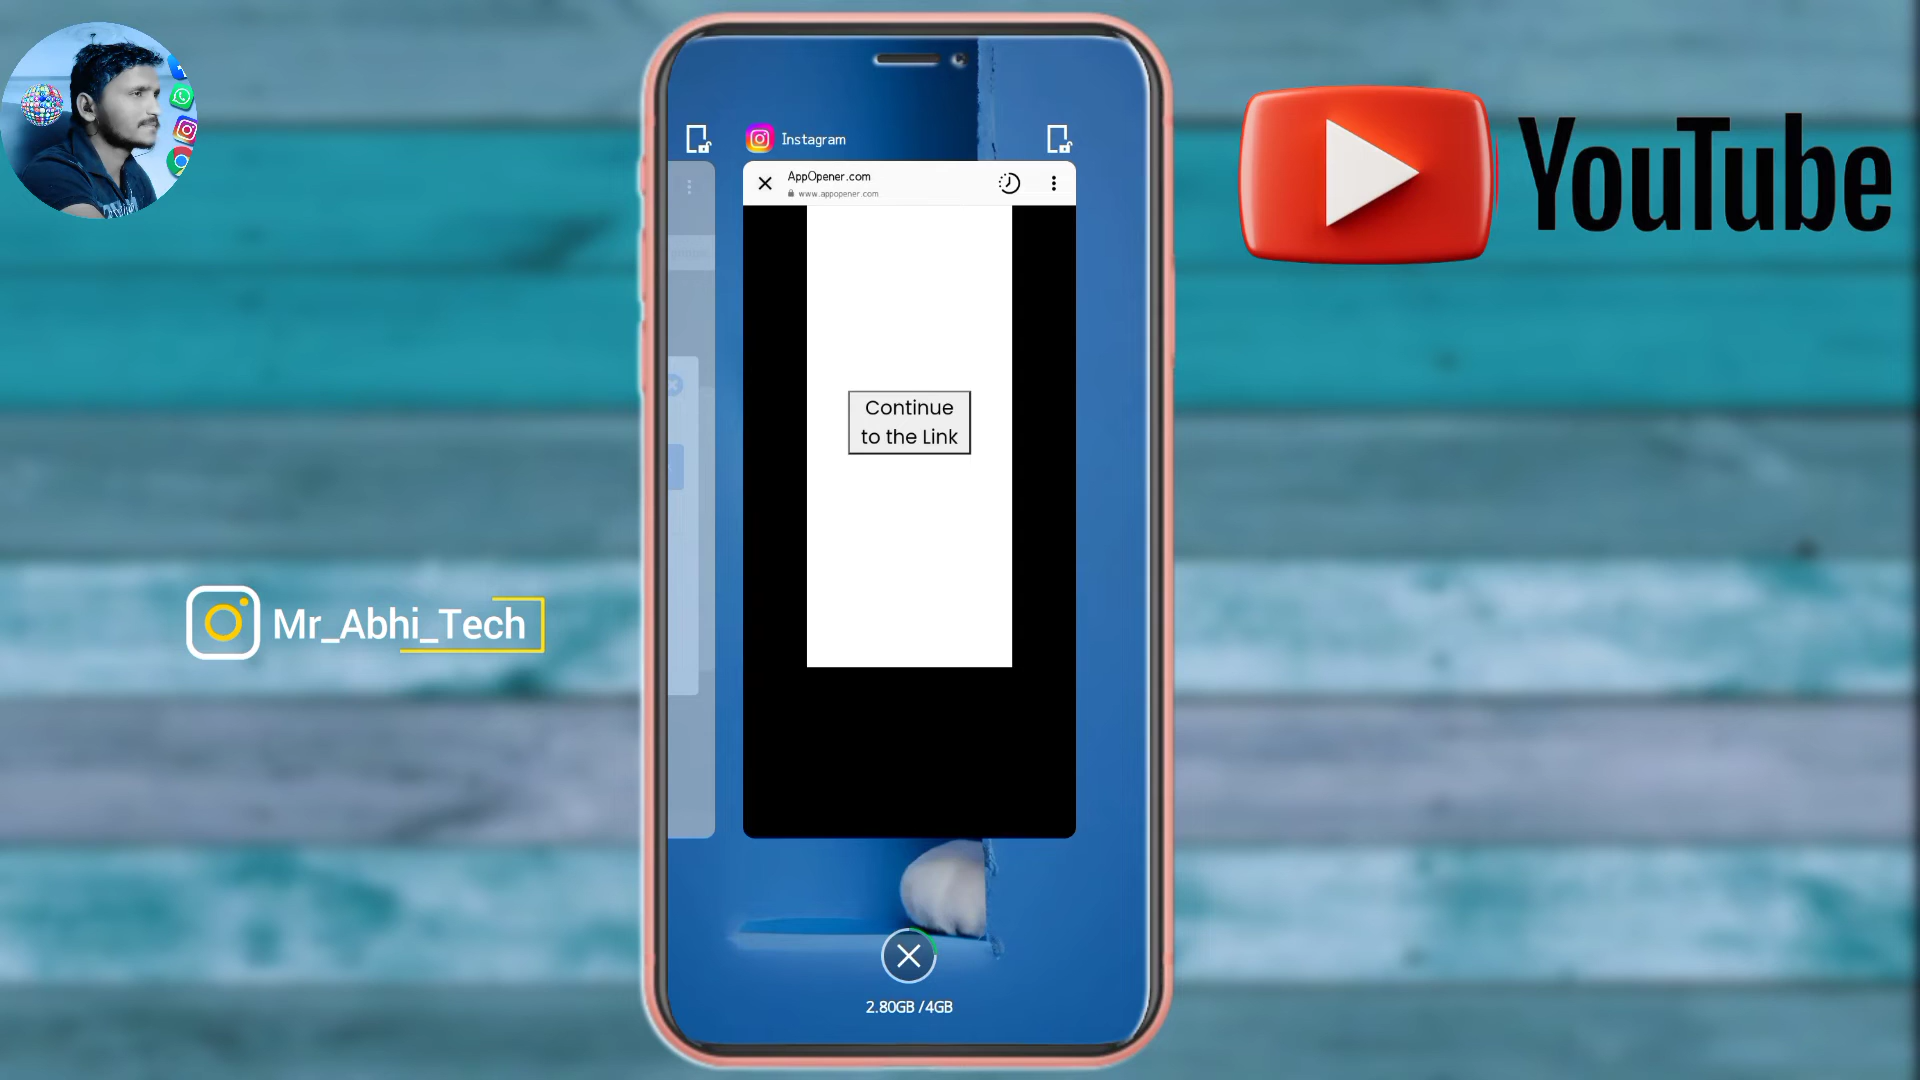 Instagram
AppOpener.com
www.appopener.com
Continue
to the Link
YouTube
Mr_Abhi_Tech
2.80GB /4GB